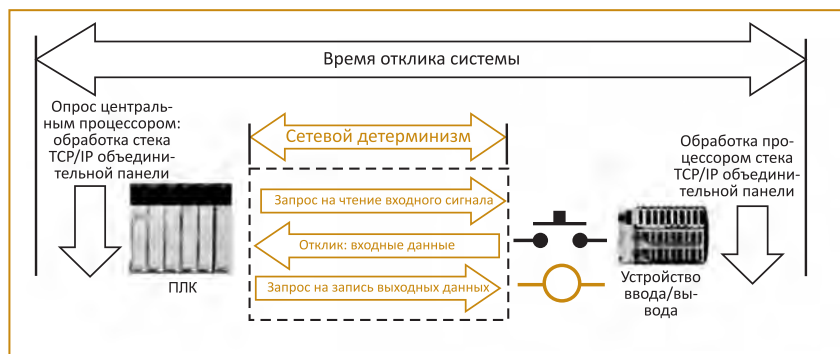 Время отклика системы
Опрос централь-
ным процессором:
обработка стека
TCP/IP объедини-
тельной панели
Сетевой детерминизм
Обработка про-
цессором стека
TCP/IP объедини-
тельной панели
Запрос на чтение входного сигнала
Отклик: входные данные
Запрос на запись выходных данных
ПЛК
Устройство
ввода/вы-
вода